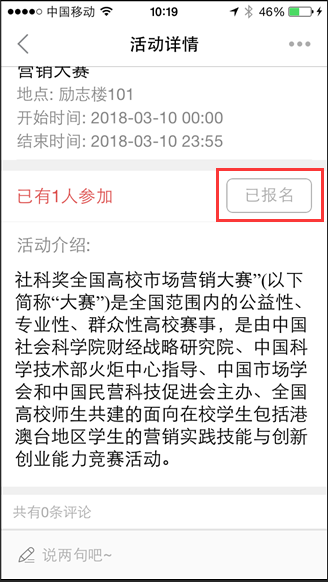 中国移动 10:19 46%
活动详情
营销大赛
地点: 励志楼101
开始时间: 2018-03-10 00:00
结束时间: 2018-03-10 23:55
已有1人参加 已报名
活动介绍:
社科奖全国高校市场营销大赛”(以下
简称“大赛”)是全国范围内的公益性、
专业性、群众性高校赛事，是由中国
社会科学院财经战略研究院、中国科
学技术部火炬中心指导、中国市场学
会和中国民营科技促进会主办、全国
高校师生共建的面向在校学生包括港
澳台地区学生的营销实践技能与创新
创业能力竞赛活动。
共有0条评论
说两句吧~